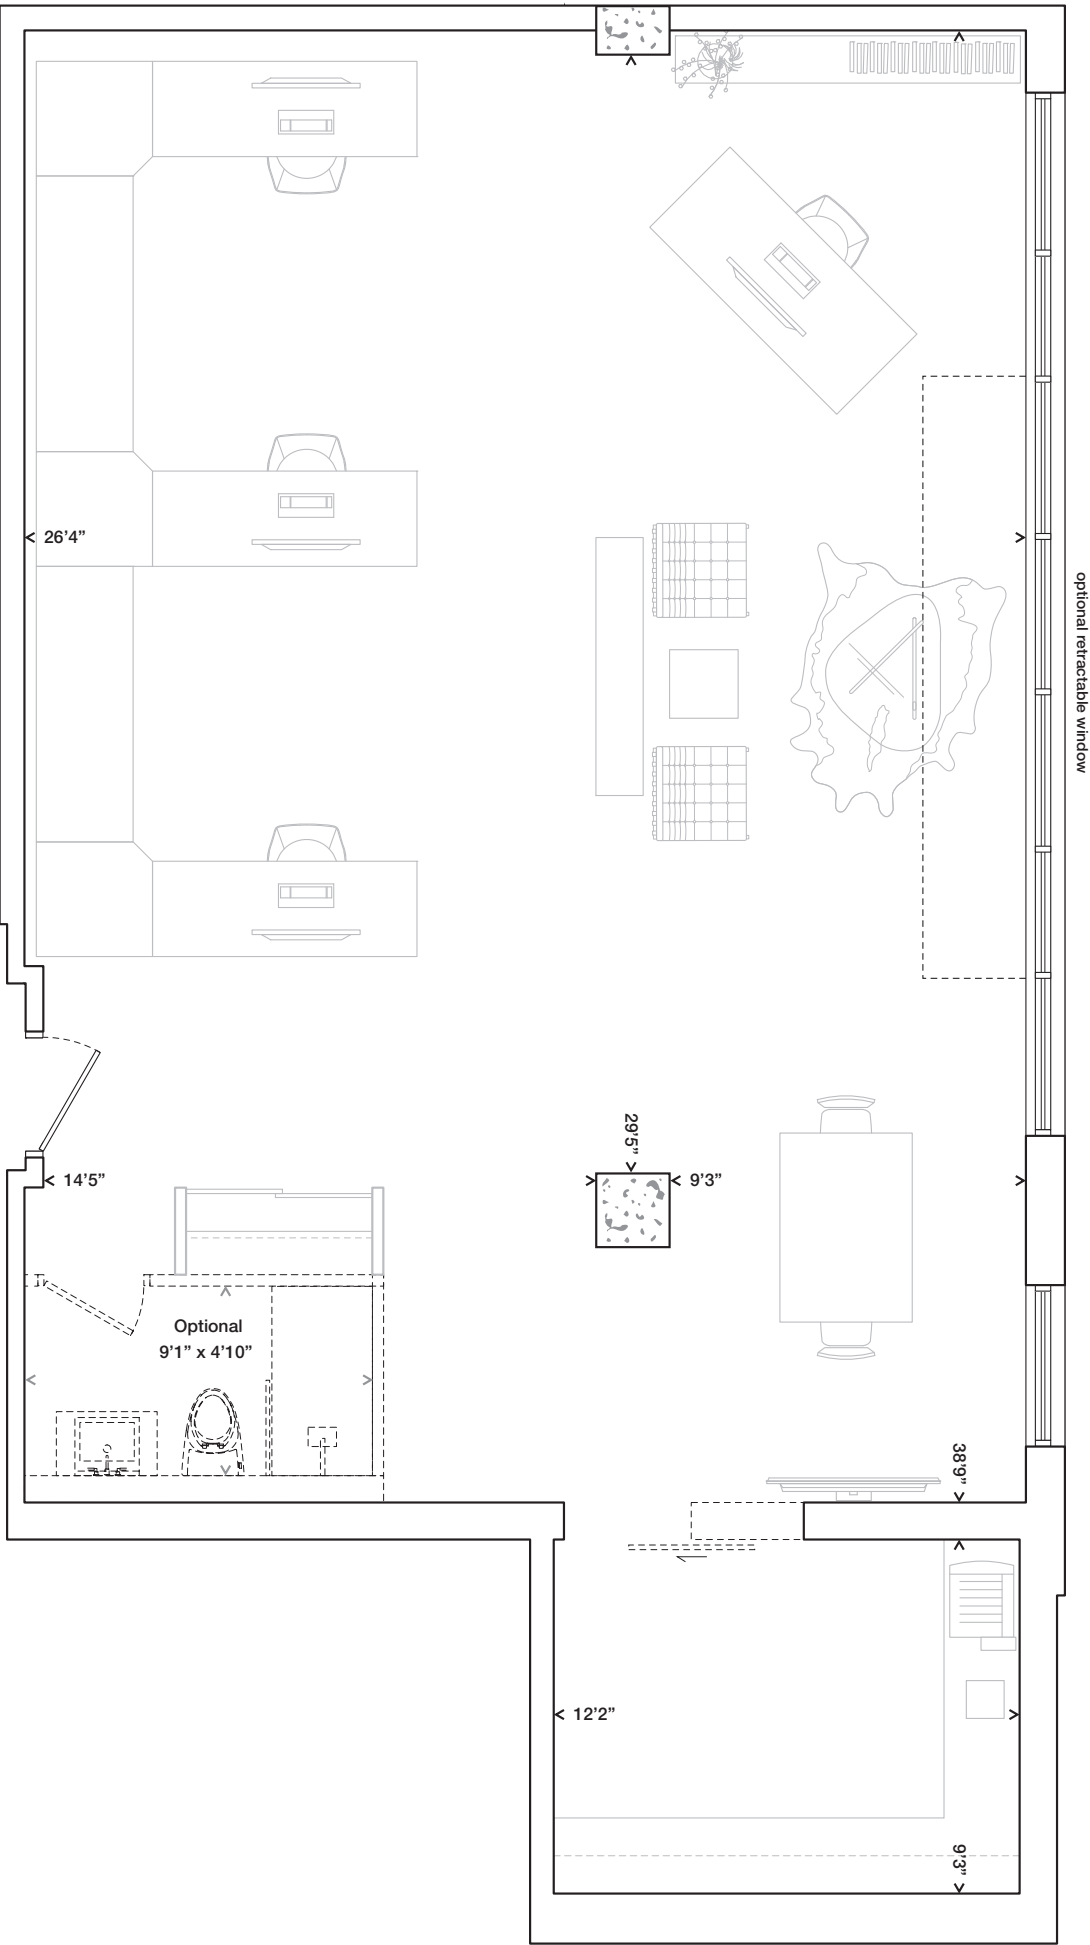 26’4”
optional retractable window
29’5”
14’5”
9’3”
Optional
9’1” x 4’10”
38’9”
12’2”
9’3”